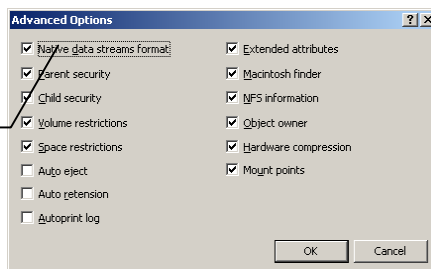 Advanced Options
Native data streams format
Parent security
Child security
Volume restrictions
Space restrictions
Auto eject
Auto retension
Autoprint log
Extended attributes
Macintosh finder
NFS information
Object owner
Hardware compression
Mount points
OK
Cancel